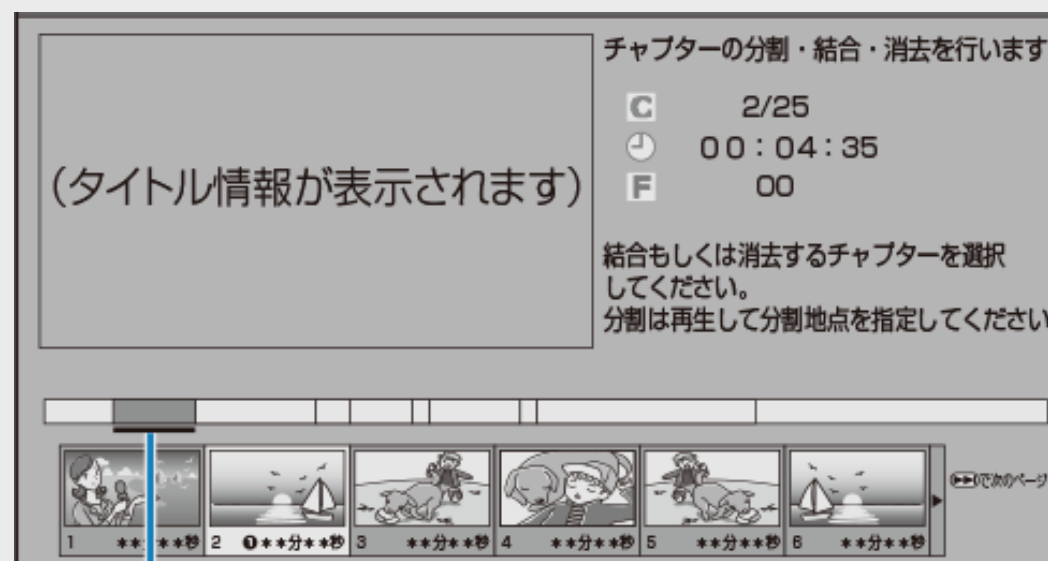 チャプターの分割・結合・消去を行います
C 2/25
00:04:35
F 00
(タイトル情報が表示されます)
結合もしくは消去するチャプターを選択
してください。
分割は再生して分割地点を指定してください
1 **分**秒 2 ❶**分**秒 3 **分**秒 4 **分**秒 5 **分**秒 6 **分**秒
▶▶で次のページ